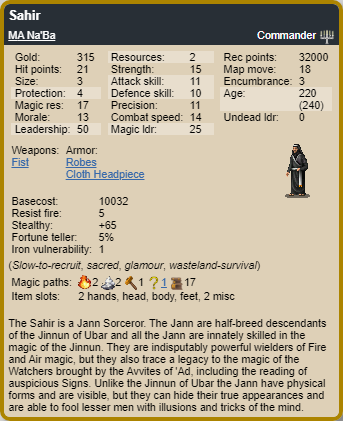 Sahir
MA Na'Ba Commander
Gold: 315 Resources: 2 Rec points: 32000
Hit points: 21 Strength: 15 Map move: 18
Size: 3 Attack skill: 11 Encumbrance: 3
Protection: 4 Defence skill: 10 Age: 220
Magic res: 17 Precision: 11 (240)
Morale: 13 Combat speed: 14 Undead ldr: 0
Leadership: 50 Magic ldr: 25
Weapons: Armor:
Fist Robes
Cloth Headpiece
Basecost: 10032
Resist fire: 5
Stealthy: +65
Fortune teller: 5%
Iron vulnerability: 1
(Slow-to-recruit, sacred, glamour, wasteland-survival)
Magic paths: 2 2 1 ?1 17
Item slots: 2 hands, head, body, feet, 2 misc
The Sahir is a Jann Sorceror. The Jann are half-breed descendants
of the Jinnun of Ubar and all the Jann are innately skilled in the
magic of the Jinnun. They are indisputably powerful wielders of Fire
and Air magic, but they also trace a legacy to the magic of the
Watchers brought by the Avvites of 'Ad, including the reading of
auspicious Signs. Unlike the Jinnun of Ubar the Jann have physical
forms and are visible, but they can hide their true appearances and
are able to fool lesser men with illusions and tricks of the mind.